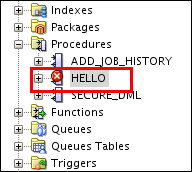 Indexes
Packages
Procedures
ADD_JOB_HISTORY
HELLO
SECURE_DML
Functions
Queues
Queues Tables
Triggers